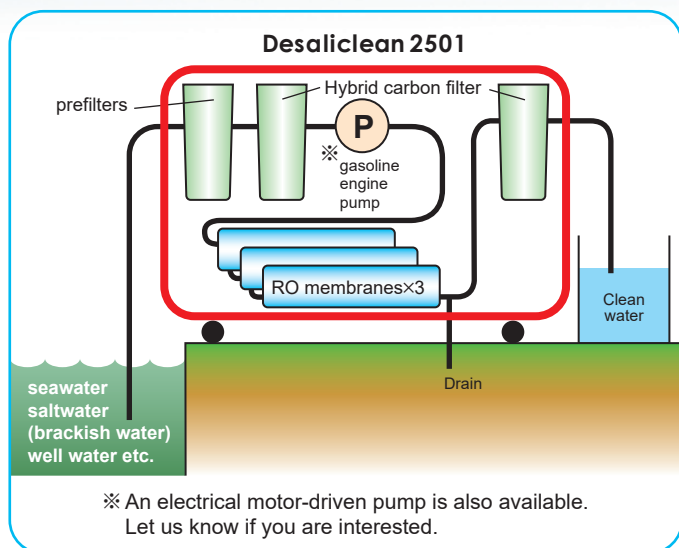 Desaliclean 2501
prefilters
Hybrid carbon filter
P
※
gasoline
engine
pump
RO membranes×3
Clean
water
seawater
saltwater
(brackish water)
well water etc.
Drain
※ An electrical motor-driven pump is also available.
Let us know if you are interested.